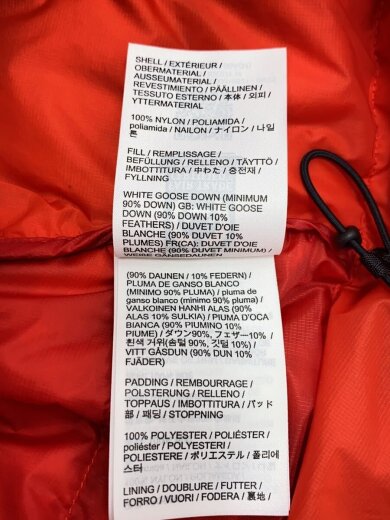 SHELL / EXTÉRIEUR /
OBERMATERIAL /
AUSSEMATERIAL /
REVESTIMIENTO / PÄÄLLINEN /
TESSUTO ESTERNO / 本体 / 외피 /
YTTERMATERIAL
100% NYLON / POLIAMIDA /
poliamida / NAILON / ナイロン / 나일
론
FILL / REMPLISSAGE /
BEFÜLLUNG / RELLENO / TÄYTTÖ /
IMBOTTITURA / 中わた / 충전재 /
FYLLNING
WHITE GOOSE DOWN (MINIMUM
90% DOWN) GB: WHITE GOOSE
DOWN (90% DOWN 10%
FEATHERS) / DUVET D'OIE
BLANCHE (90% DUVET 10%
PLUMES) FR(CA): DUVET D'OIE
BLANCHE (90% DUVET MINIMUM) /
WEISE GÄNSEDAUNEN
(90% DAUNEN / 10% FEDERN) /
PLUMA DE GANSO BLANCO
(MINIMO 90% PLUMA) / piuma de
ganso blanco (minimo 90% pluma) /
VALKOINEN HANHI ALAS (90%
ALAS 10% SULKIA) / PIUMA D'OCA
BIANCA (90% PIUMINO 10%
PIUME) / ダウン90%, フェザー10% /
흰색 거위(솜털 90%, 깃털 10%) /
VITT GÅSDUN (90% DUN 10%
FJÄDER)
PADDING / REMBOURRAGE /
POLSTERUNG / RELLENO /
TOPPAUS / IMBOTTITURA / パッド
部 / 패딩 / STOPPNING
100% POLYESTER / POLIÉSTER /
poliéster / POLYESTERI /
POLIESTERE / ポリエステル / 폴리에
스터
LINING / DOUBLURE / FUTTER /
FORRO / VUORI / FODERA / 裏地 /